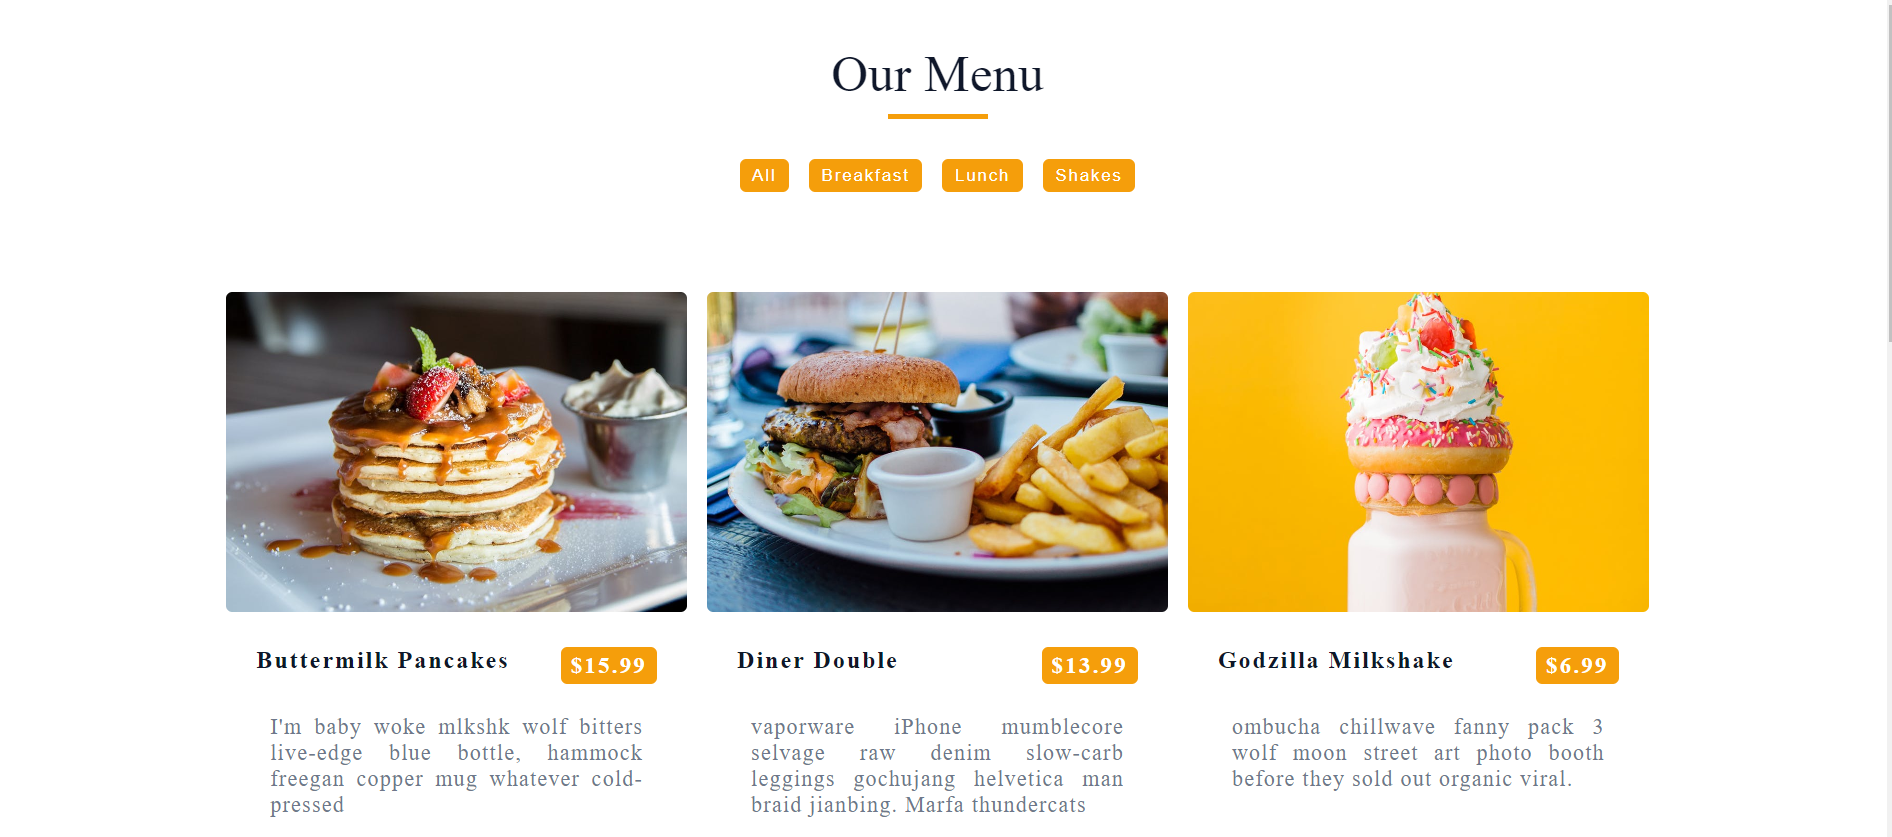 Our Menu
All Breakfast Lunch Shakes
Buttermilk Pancakes $15.99
I'm baby woke mlkshk wolf bitters
live-edge blue bottle, hammock
freegan copper mug whatever cold-
pressed
Diner Double $13.99
vaporware iPhone mumblecore
selvage raw denim slow-carb
leggings gochujang helvetica man
braid jianbing. Marfa thundercats
Godzilla Milkshake $6.99
ombucha chillwave fanny pack 3
wolf moon street art photo booth
before they sold out organic viral.